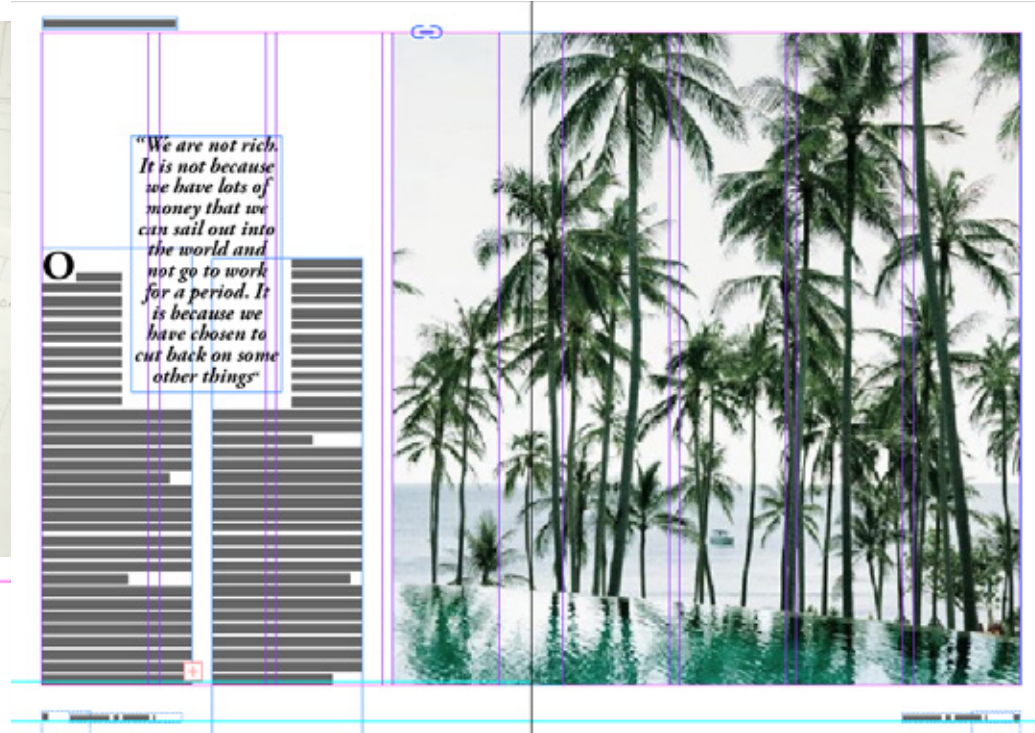 “We are not rich.
It is not because
we have lots of
money that we
can sail out into
the world and
not go to work
for a period. It
is because we
have chosen to
cut back on some
other things“
O